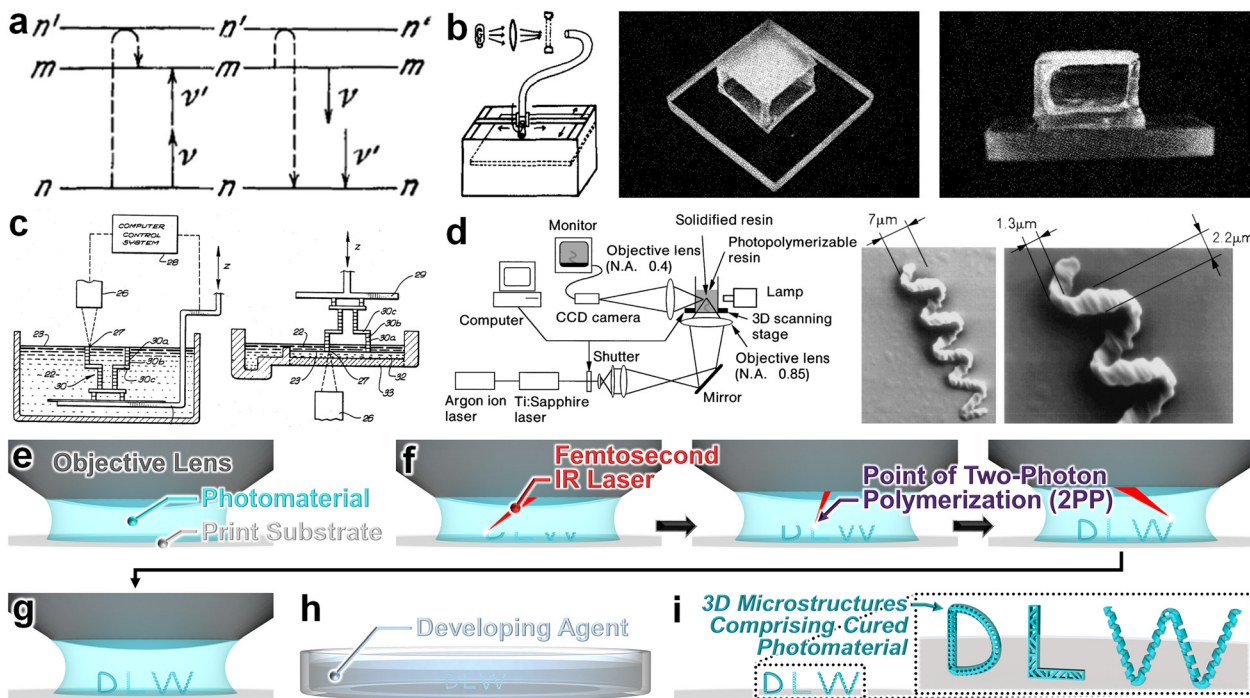 a
n' n' n'
m m m
ν' ν
ν ν'
n n n
b
c
COMPUTER
CONTROL
SYSTEM
28
z
z
26
29
23 27
30a
30b
22
30 30c
30c
30b
22 30a
23 27 32
33
26
d
Monitor
Solidified resin
Photopolymerizable
resin
Objective lens
(N.A. 0.4)
Lamp
Computer
CCD camera
3D scanning
stage
Shutter
Objective lens
(N.A. 0.85)
Argon ion
laser
Ti:Sapphire
laser
Mirror
7μm
1.3μm
2.2μm
e
Objective Lens
Photomaterial
Print Substrate
f
Femtosecond
IR Laser
DLW
Point of Two-Photon
Polymerization (2PP)
DLW
DLW
g
DLW
h
Developing Agent
DLW
i
3D Microstructures
Comprising Cured
Photomaterial
DLW
DLW